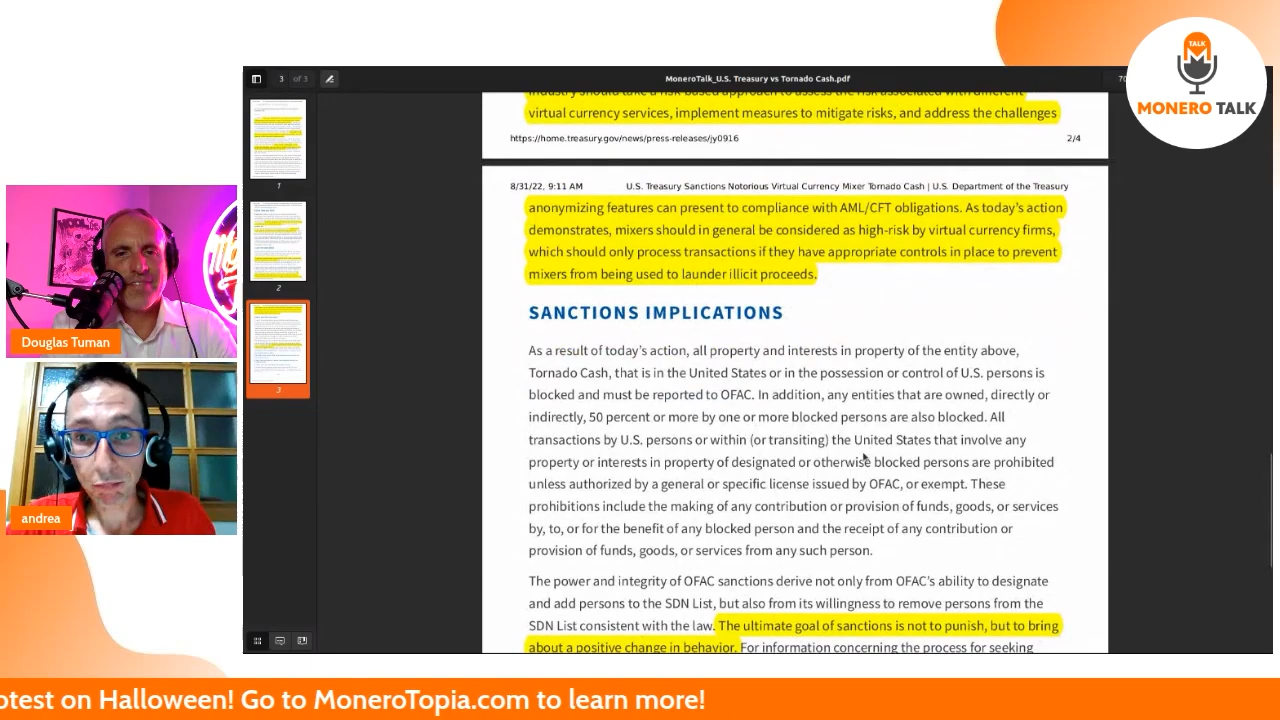 3 of 3
MoneroTalk_U.S. Treasury vs Tornado Cash.pdf
TALK
MONERO TALK
virtual currency services, implement measures to mitigate risks, and address the challenges
https://home.treasury.gov/news/press-releases/jy0916
2/4
8/31/22, 9:11 AM
U.S. Treasury Sanctions Notorious Virtual Currency Mixer Tornado Cash | U.S. Department of the Treasury
anonymizing features can present to compliance with AML/CFT obligations. As today's action
demonstrates, mixers should in general be considered as high-risk by virtual currency firms,
which should only process transactions if they have appropriate controls in place to prevent
mixers from being used to launder illicit proceeds.
SANCTIONS IMPLICATIONS
As a result of today's action, all property and interests in property of the entity above,
Tornado Cash, that is in the United States or in the possession or control of U.S. persons is
blocked and must be reported to OFAC. In addition, any entities that are owned, directly or
indirectly, 50 percent or more by one or more blocked persons are also blocked. All
transactions by U.S. persons or within (or transiting) the United States that involve any
property or interests in property of designated or otherwise blocked persons are prohibited
unless authorized by a general or specific license issued by OFAC, or exempt. These
prohibitions include the making of any contribution or provision of funds, goods, or services
by, to, or for the benefit of any blocked person and the receipt of any contribution or
provision of funds, goods, or services from any such person.
The power and integrity of OFAC sanctions derive not only from OFAC's ability to designate
and add persons to the SDN List, but also from its willingness to remove persons from the
SDN List consistent with the law. The ultimate goal of sanctions is not to punish, but to bring
about a positive change in behavior. For information concerning the process for seeking
1
2
3
Douglas Tuman
andrea
otest on Halloween! Go to MoneroTopia.com to learn more!